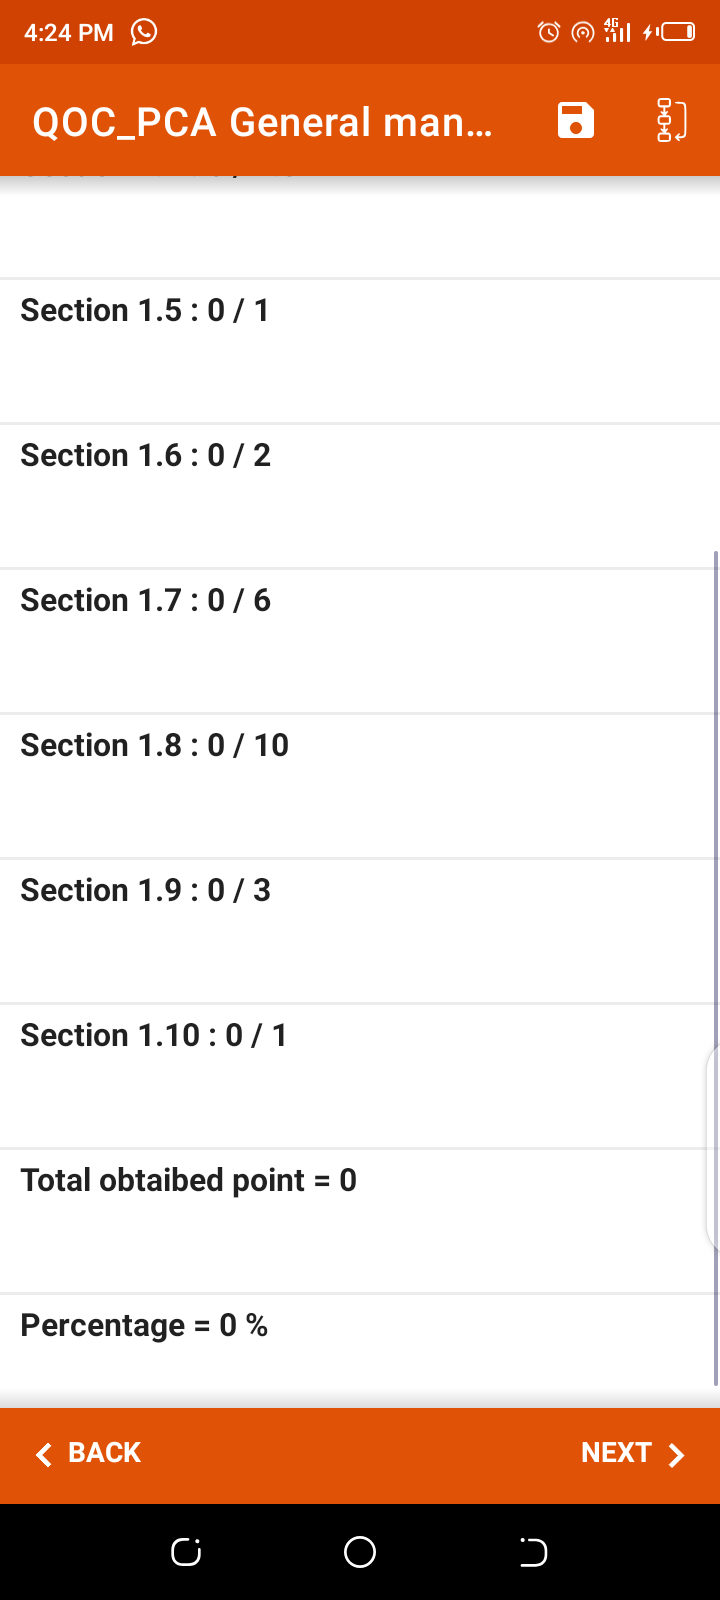 4:24 PM
4G
QOC_PCA General man...
Section 1.5 : 0 / 1
Section 1.6 : 0 / 2
Section 1.7 : 0 / 6
Section 1.8 : 0 / 10
Section 1.9 : 0 / 3
Section 1.10 : 0 / 1
Total obtaibed point = 0
Percentage = 0 %
BACK
NEXT